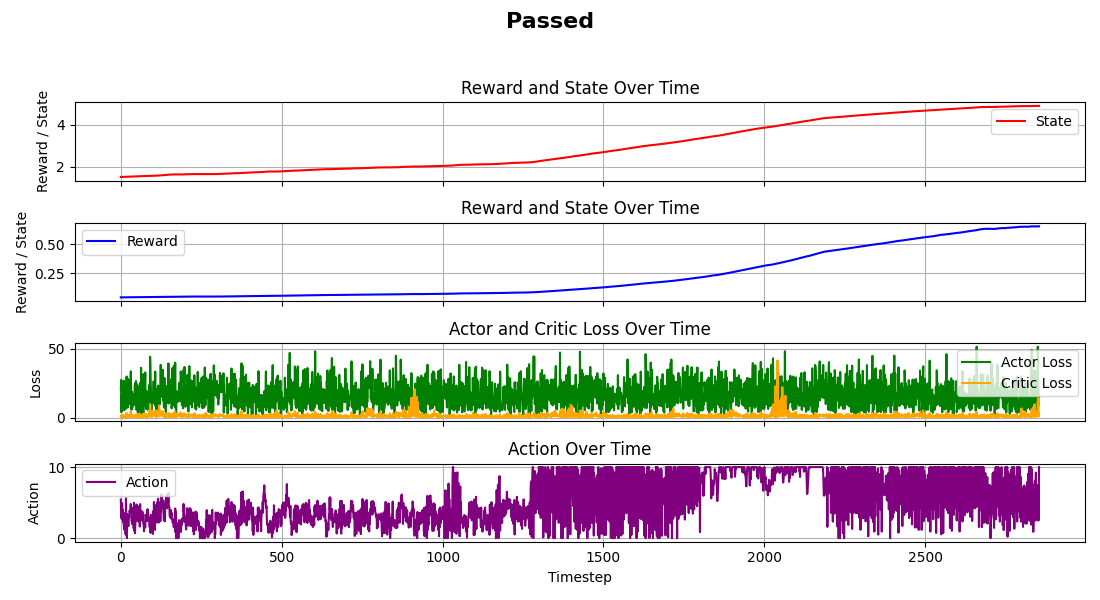 Passed
Reward and State Over Time
Reward / State
4
2
State
Reward and State Over Time
Reward / State
0.50
0.25
Reward
Actor and Critic Loss Over Time
Loss
50
0
Actor Loss
Critic Loss
Action Over Time
Action
10
0
Action
0 500 1000 1500 2000 2500
Timestep